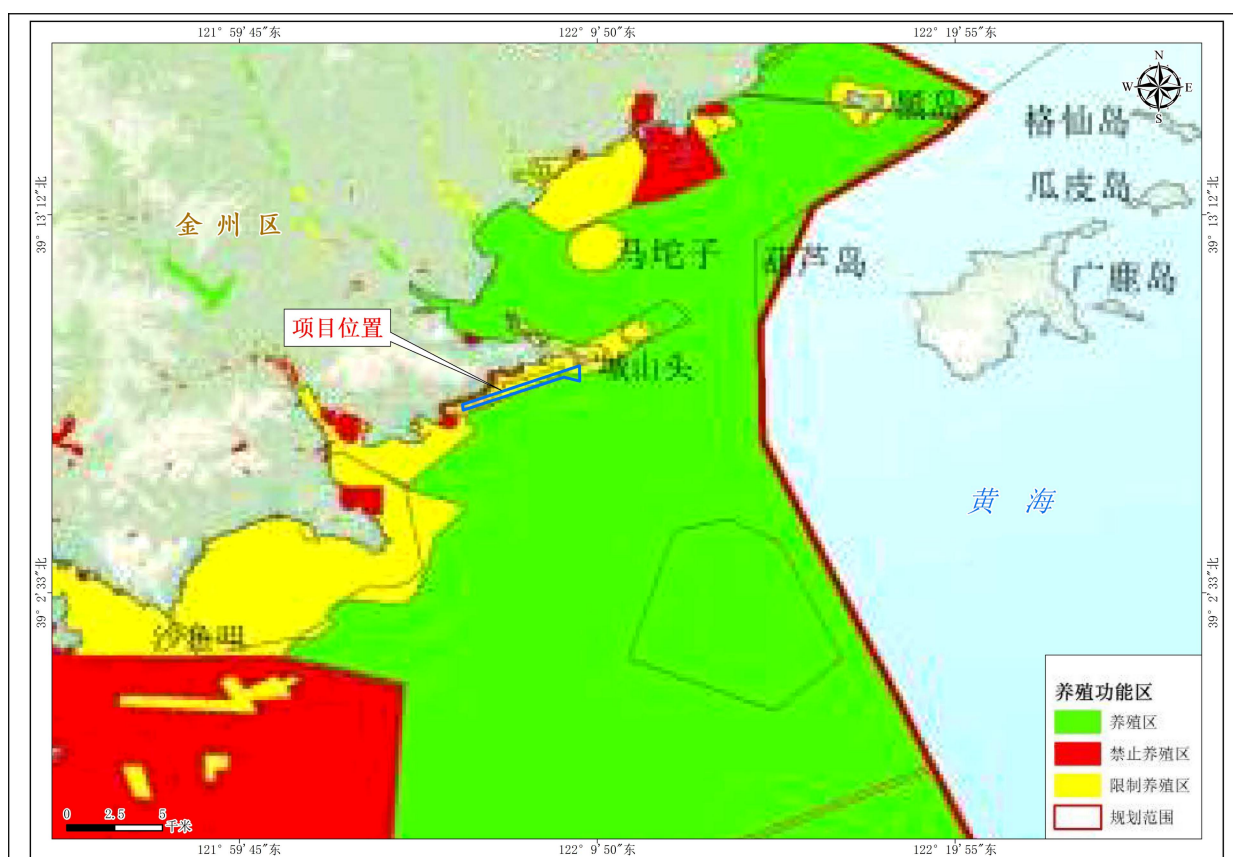 121° 59′ 45″东
122° 9′ 50″东
122° 19′ 55″东
N
W
E
S
格仙岛
瓜皮岛
39° 13′ 12″北
39° 13′ 12″北
金州区
马坨子
葫芦岛
广鹿岛
项目位置
城山头
黄海
39° 2′ 33″北
39° 2′ 33″北
沙鱼咀
养殖功能区
养殖区
禁止养殖区
限制养殖区
规划范围
0 2.5 5
千米
121° 59′ 45″东
122° 9′ 50″东
122° 19′ 55″东